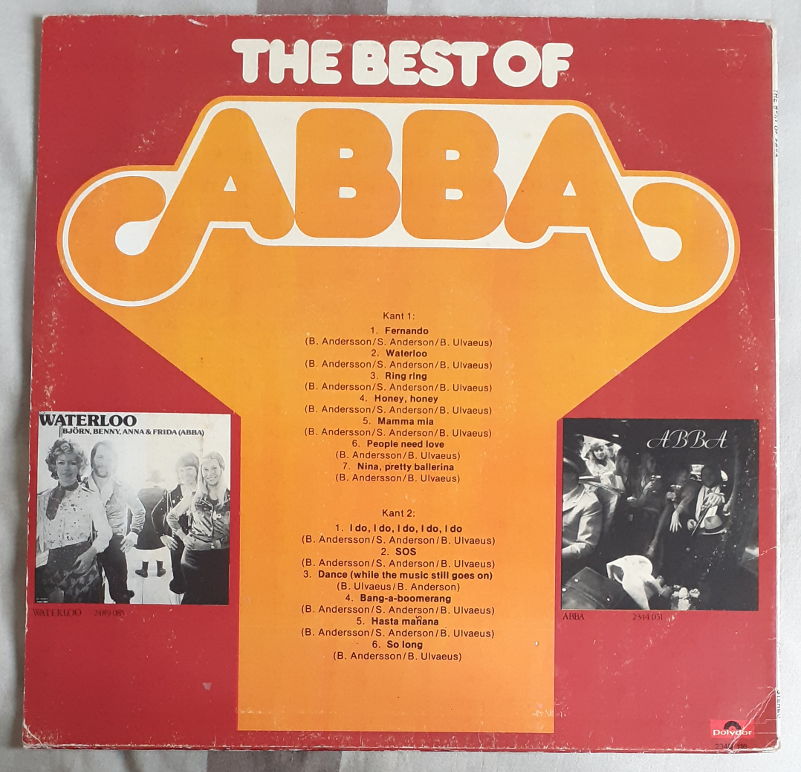 THE BEST OF
ABBA
Kant 1:
1. Fernando
(B. Andersson/S. Anderson/B. Ulvaeus)
2. Waterloo
(B. Andersson/S. Anderson/B. Ulvaeus)
3. Ring ring
(B. Andersson/S. Anderson/B. Ulvaeus)
4. Honey, honey
(B. Andersson/S. Anderson/B. Ulvaeus)
5. Mamma mia
(B. Andersson/S. Anderson/B. Ulvaeus)
6. People need love
(B. Andersson/B. Ulvaeus)
7. Nina, pretty ballerina
(B. Andersson/B. Ulvaeus)
Kant 2:
1. I do, I do, I do, I do, I do
(B. Andersson/S. Anderson/B. Ulvaeus)
2. SOS
(B. Andersson/S. Anderson/B. Ulvaeus)
3. Dance (while the music still goes on)
(B. Ulvaeus/B. Anderson)
4. Bang-a-boomerang
(B. Andersson/S. Anderson/B. Ulvaeus)
5. Hasta mañana
(B. Andersson/S. Anderson/B. Ulvaeus)
6. So long
(B. Andersson/B. Ulvaeus)
WATERLOO
BJÖRN, BENNY, ANNA & FRIDA (ABBA)
WATERLOO
ABBA
ABBA 2344 051
Polydor